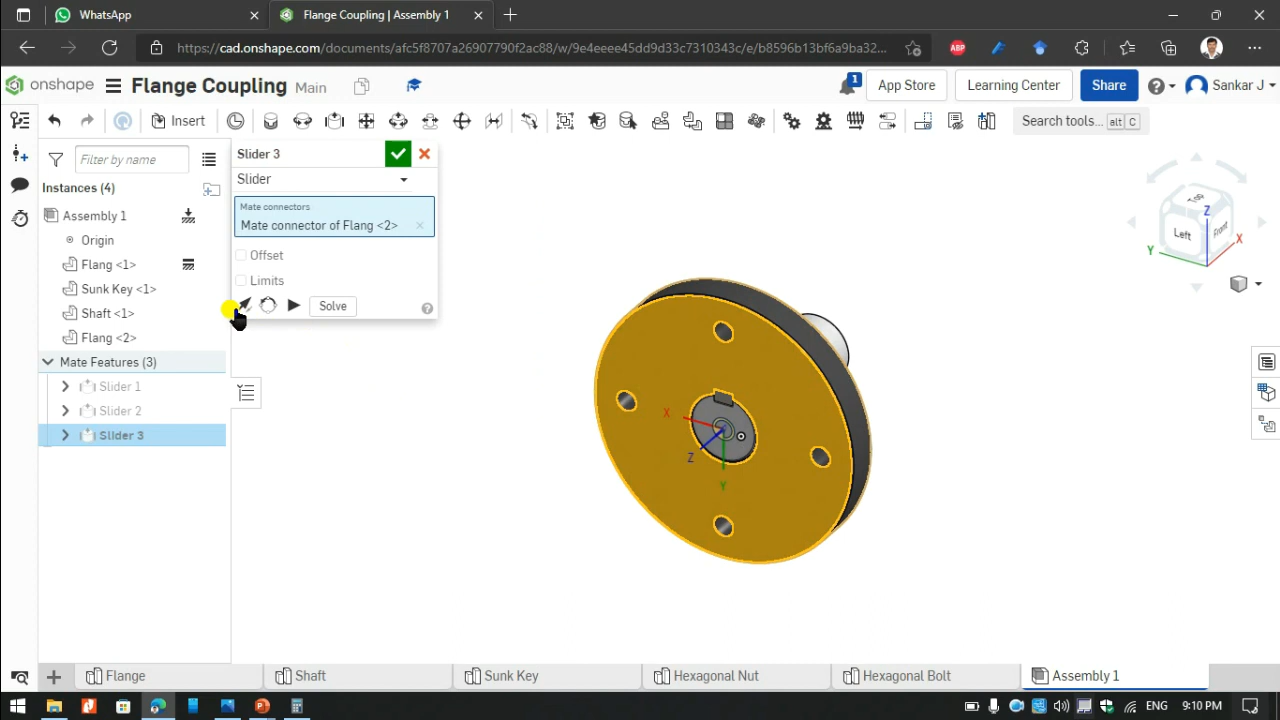 WhatsApp
Flange Coupling | Assembly 1
https://cad.onshape.com/documents/afc5f8707a26907790f2ac88/w/9e4eeee45dd9d33c7310343c/e/b8596b13bf6a9ba32...
ABP
onshape
Flange Coupling
Main
1
App Store
Learning Center
Share
Sankar J
Insert
Search tools...
alt
C
Filter by name
Slider 3
Slider
Instances (4)
Mate connectors
Mate connector of Flang <2>
Assembly 1
Origin
Offset
Flang <1>
Limits
Sunk Key <1>
Solve
Shaft <1>
Flang <2>
Mate Features (3)
Slider 1
Slider 2
Slider 3
Top
Z
Left
Front
X
Y
X
Z
Y
Flange
Shaft
Sunk Key
Hexagonal Nut
Hexagonal Bolt
Assembly 1
ENG
9:10 PM